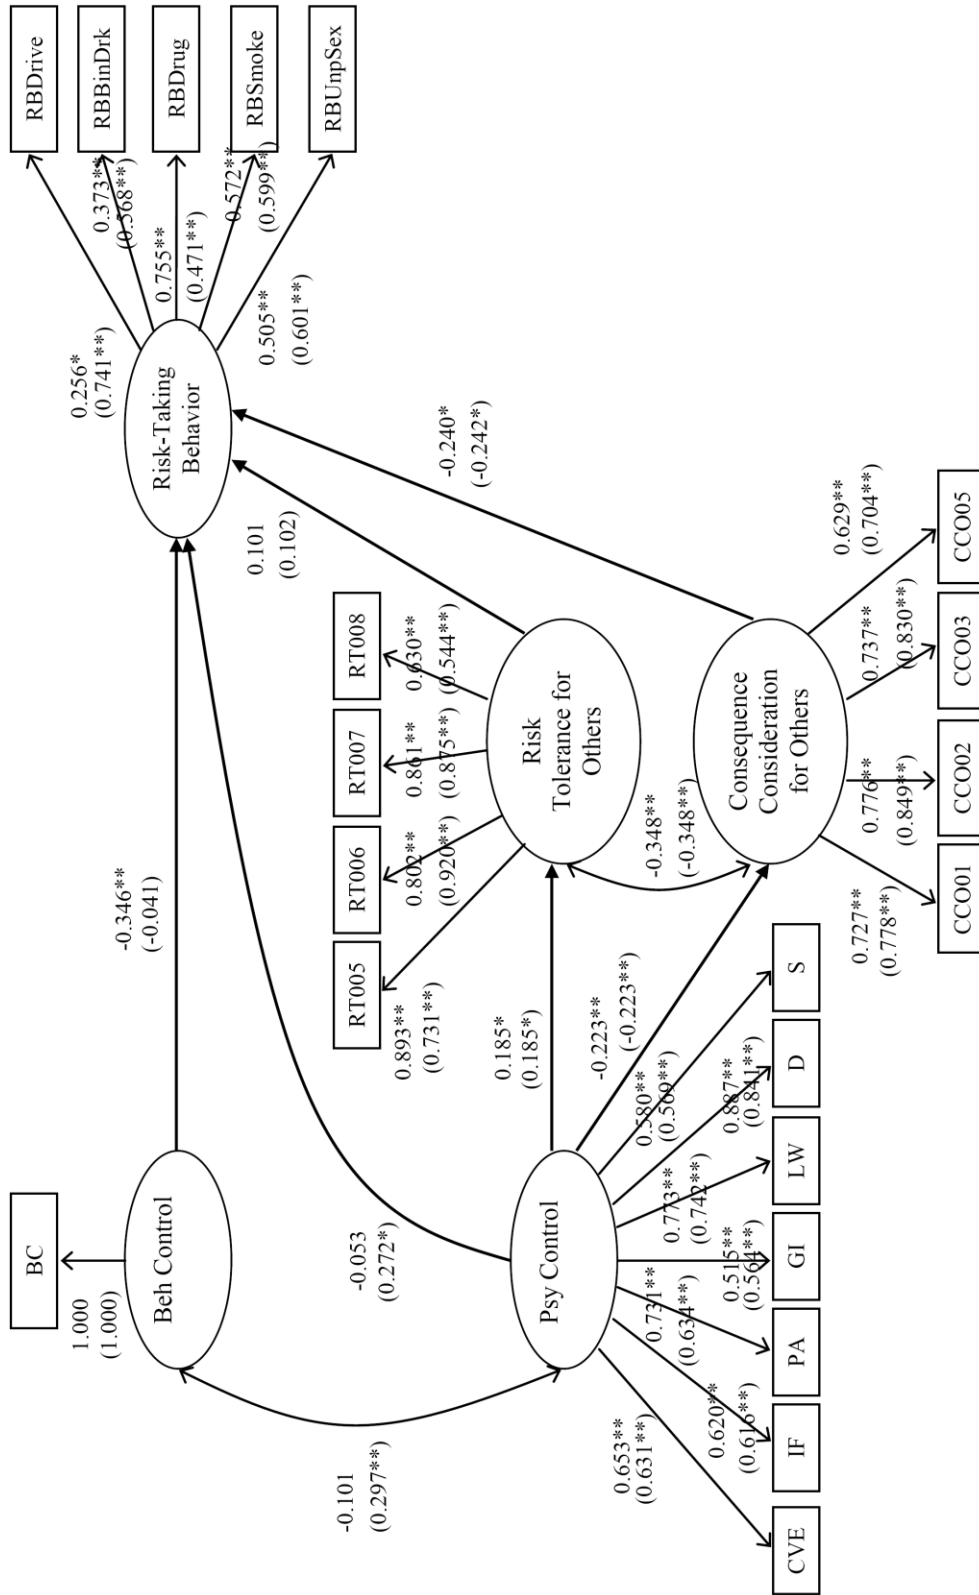 BC
1.000
(1.000)
Beh Control
-0.346**
(-0.041)
0.256*
(0.741**)
Risk-Taking
Behavior
RBDrive
0.373**
(0.568**)
RBBinDrk
0.755**
(0.471**)
RBDrug
0.572**
(0.599**)
RBSmoke
0.505**
(0.601**)
RBUnpSex
-0.101
(0.297**)
-0.053
(0.272*)
RT005
RT006
RT007
RT008
0.893**
(0.731**)
0.802**
(0.920**)
0.861**
(0.875**)
0.630**
(0.544**)
0.101
(0.102)
-0.240*
(-0.242*)
Psy Control
0.185*
(0.185*)
Risk
Tolerance for
Others
-0.348**
(-0.348**)
-0.223**
(-0.223**)
Consequence
Consideration
for Others
0.653**
(0.631**)
0.620**
(0.616**)
0.731**
(0.634**)
0.515**
(0.564**)
0.773**
(0.742**)
0.887**
(0.841**)
0.580**
(0.569**)
CVE
IF
PA
GI
LW
D
S
0.727**
(0.778**)
0.776**
(0.849**)
0.737**
(0.830**)
0.629**
(0.704**)
CCO01
CCO02
CCO03
CCO05